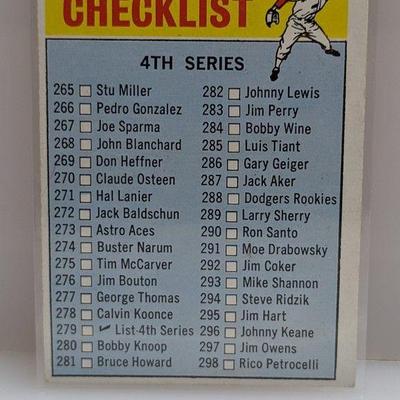 CHECKLIST
4TH SERIES
265 Stu Miller
266 Pedro Gonzalez
267 Joe Sparma
268 John Blanchard
269 Don Heffner
270 Claude Osteen
271 Hal Lanier
272 Jack Baldschun
273 Astro Aces
274 Buster Narum
275 Tim McCarver
276 Jim Bouton
277 George Thomas
278 Calvin Koonce
279 List-4th Series
280 Bobby Knoop
281 Bruce Howard
282 Johnny Lewis
283 Jim Perry
284 Bobby Wine
285 Luis Tiant
286 Gary Geiger
287 Jack Aker
288 Dodgers Rookies
289 Larry Sherry
290 Ron Santo
291 Moe Drabowsky
292 Jim Coker
293 Mike Shannon
294 Steve Ridzik
295 Jim Hart
296 Johnny Keane
297 Jim Owens
298 Rico Petrocelli